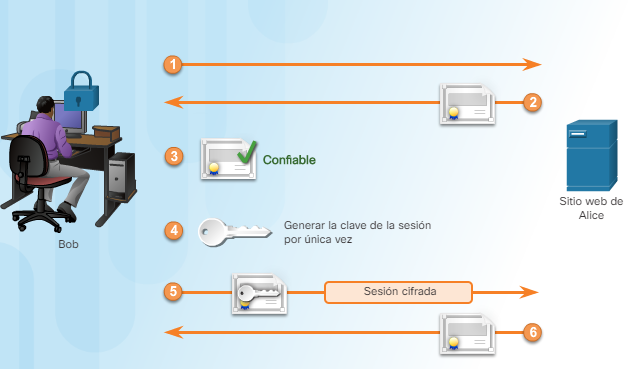 1
2
3
Confiable
Sitio web de
Alice
4
Generar la clave de la sesión
por única vez
Bob
5
Sesión cifrada
6